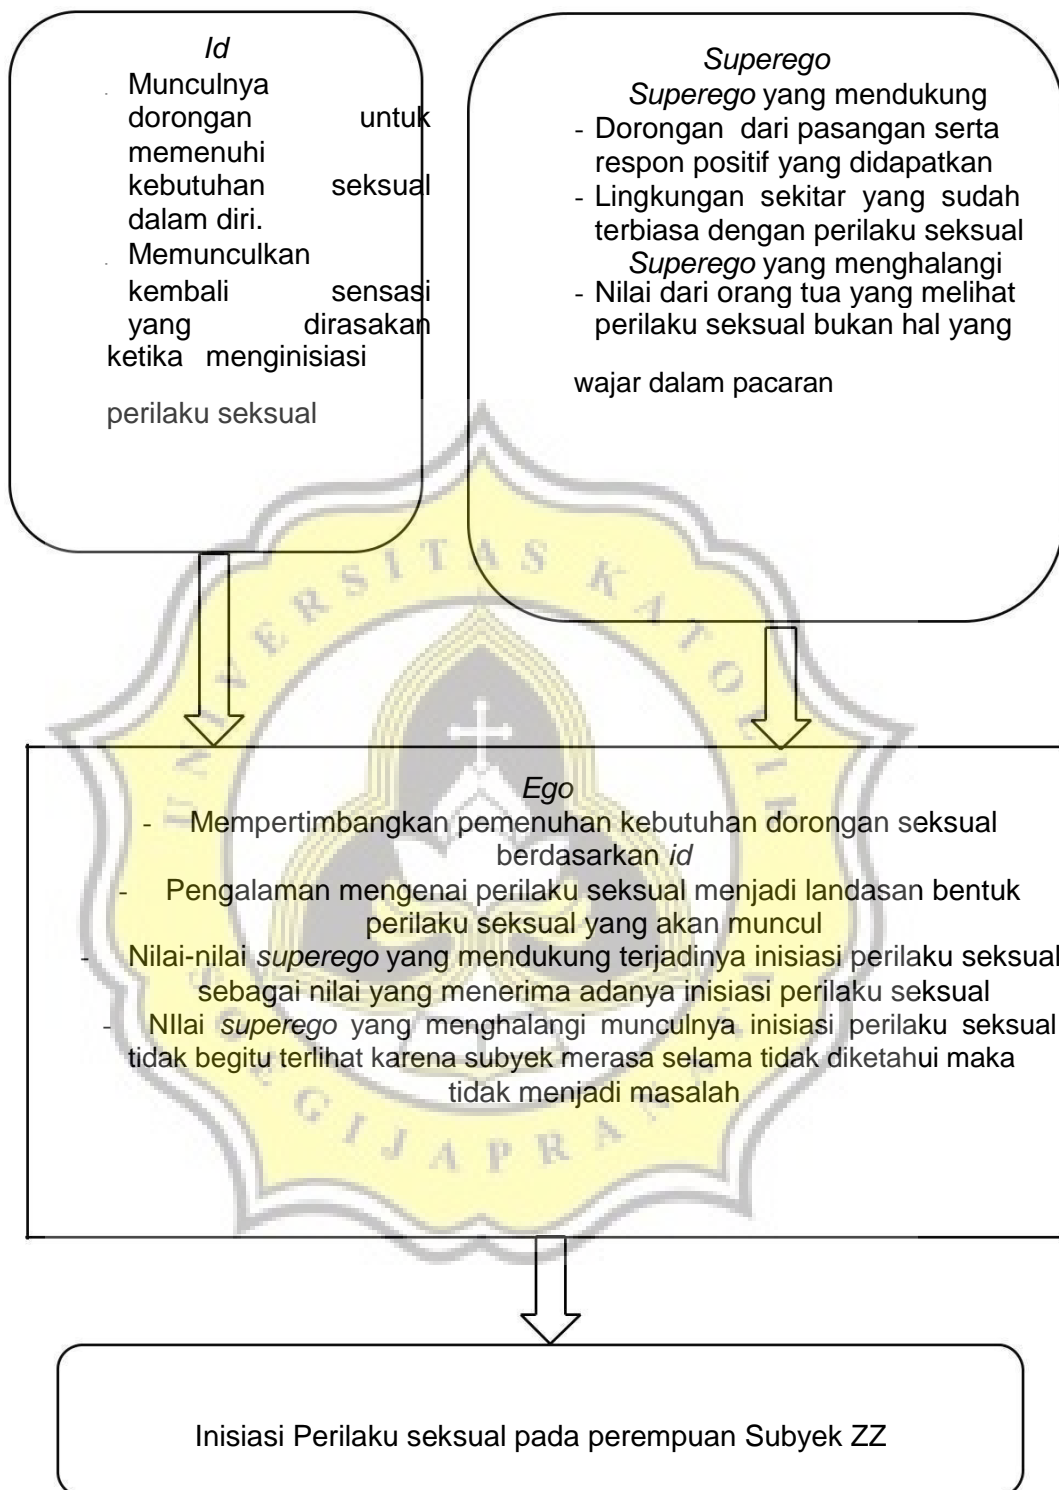 Id
Munculnya
dorongan untuk
memenuhi
kebutuhan seksual
dalam diri.
Memunculkan
kembali sensasi
yang dirasakan
ketika menginisiasi
perilaku seksual
Superego
Superego yang mendukung
- Dorongan dari pasangan serta
respon positif yang didapatkan
- Lingkungan sekitar yang sudah
terbiasa dengan perilaku seksual
Superego yang menghalangi
- Nilai dari orang tua yang melihat
perilaku seksual bukan hal yang
wajar dalam pacaran
UNIVERSITAS KATOLIK
Ego
- Mempertimbangkan pemenuhan kebutuhan dorongan seksual
berdasarkan id
- Pengalaman mengenai perilaku seksual menjadi landasan bentuk
perilaku seksual yang akan muncul
- Nilai-nilai superego yang mendukung terjadinya inisiasi perilaku seksual
sebagai nilai yang menerima adanya inisiasi perilaku seksual
- NIlai superego yang menghalangi munculnya inisiasi perilaku seksual
tidak begitu terlihat karena subyek merasa selama tidak diketahui maka
tidak menjadi masalah
SOEGIJAPRANATA
Inisiasi Perilaku seksual pada perempuan Subyek ZZ